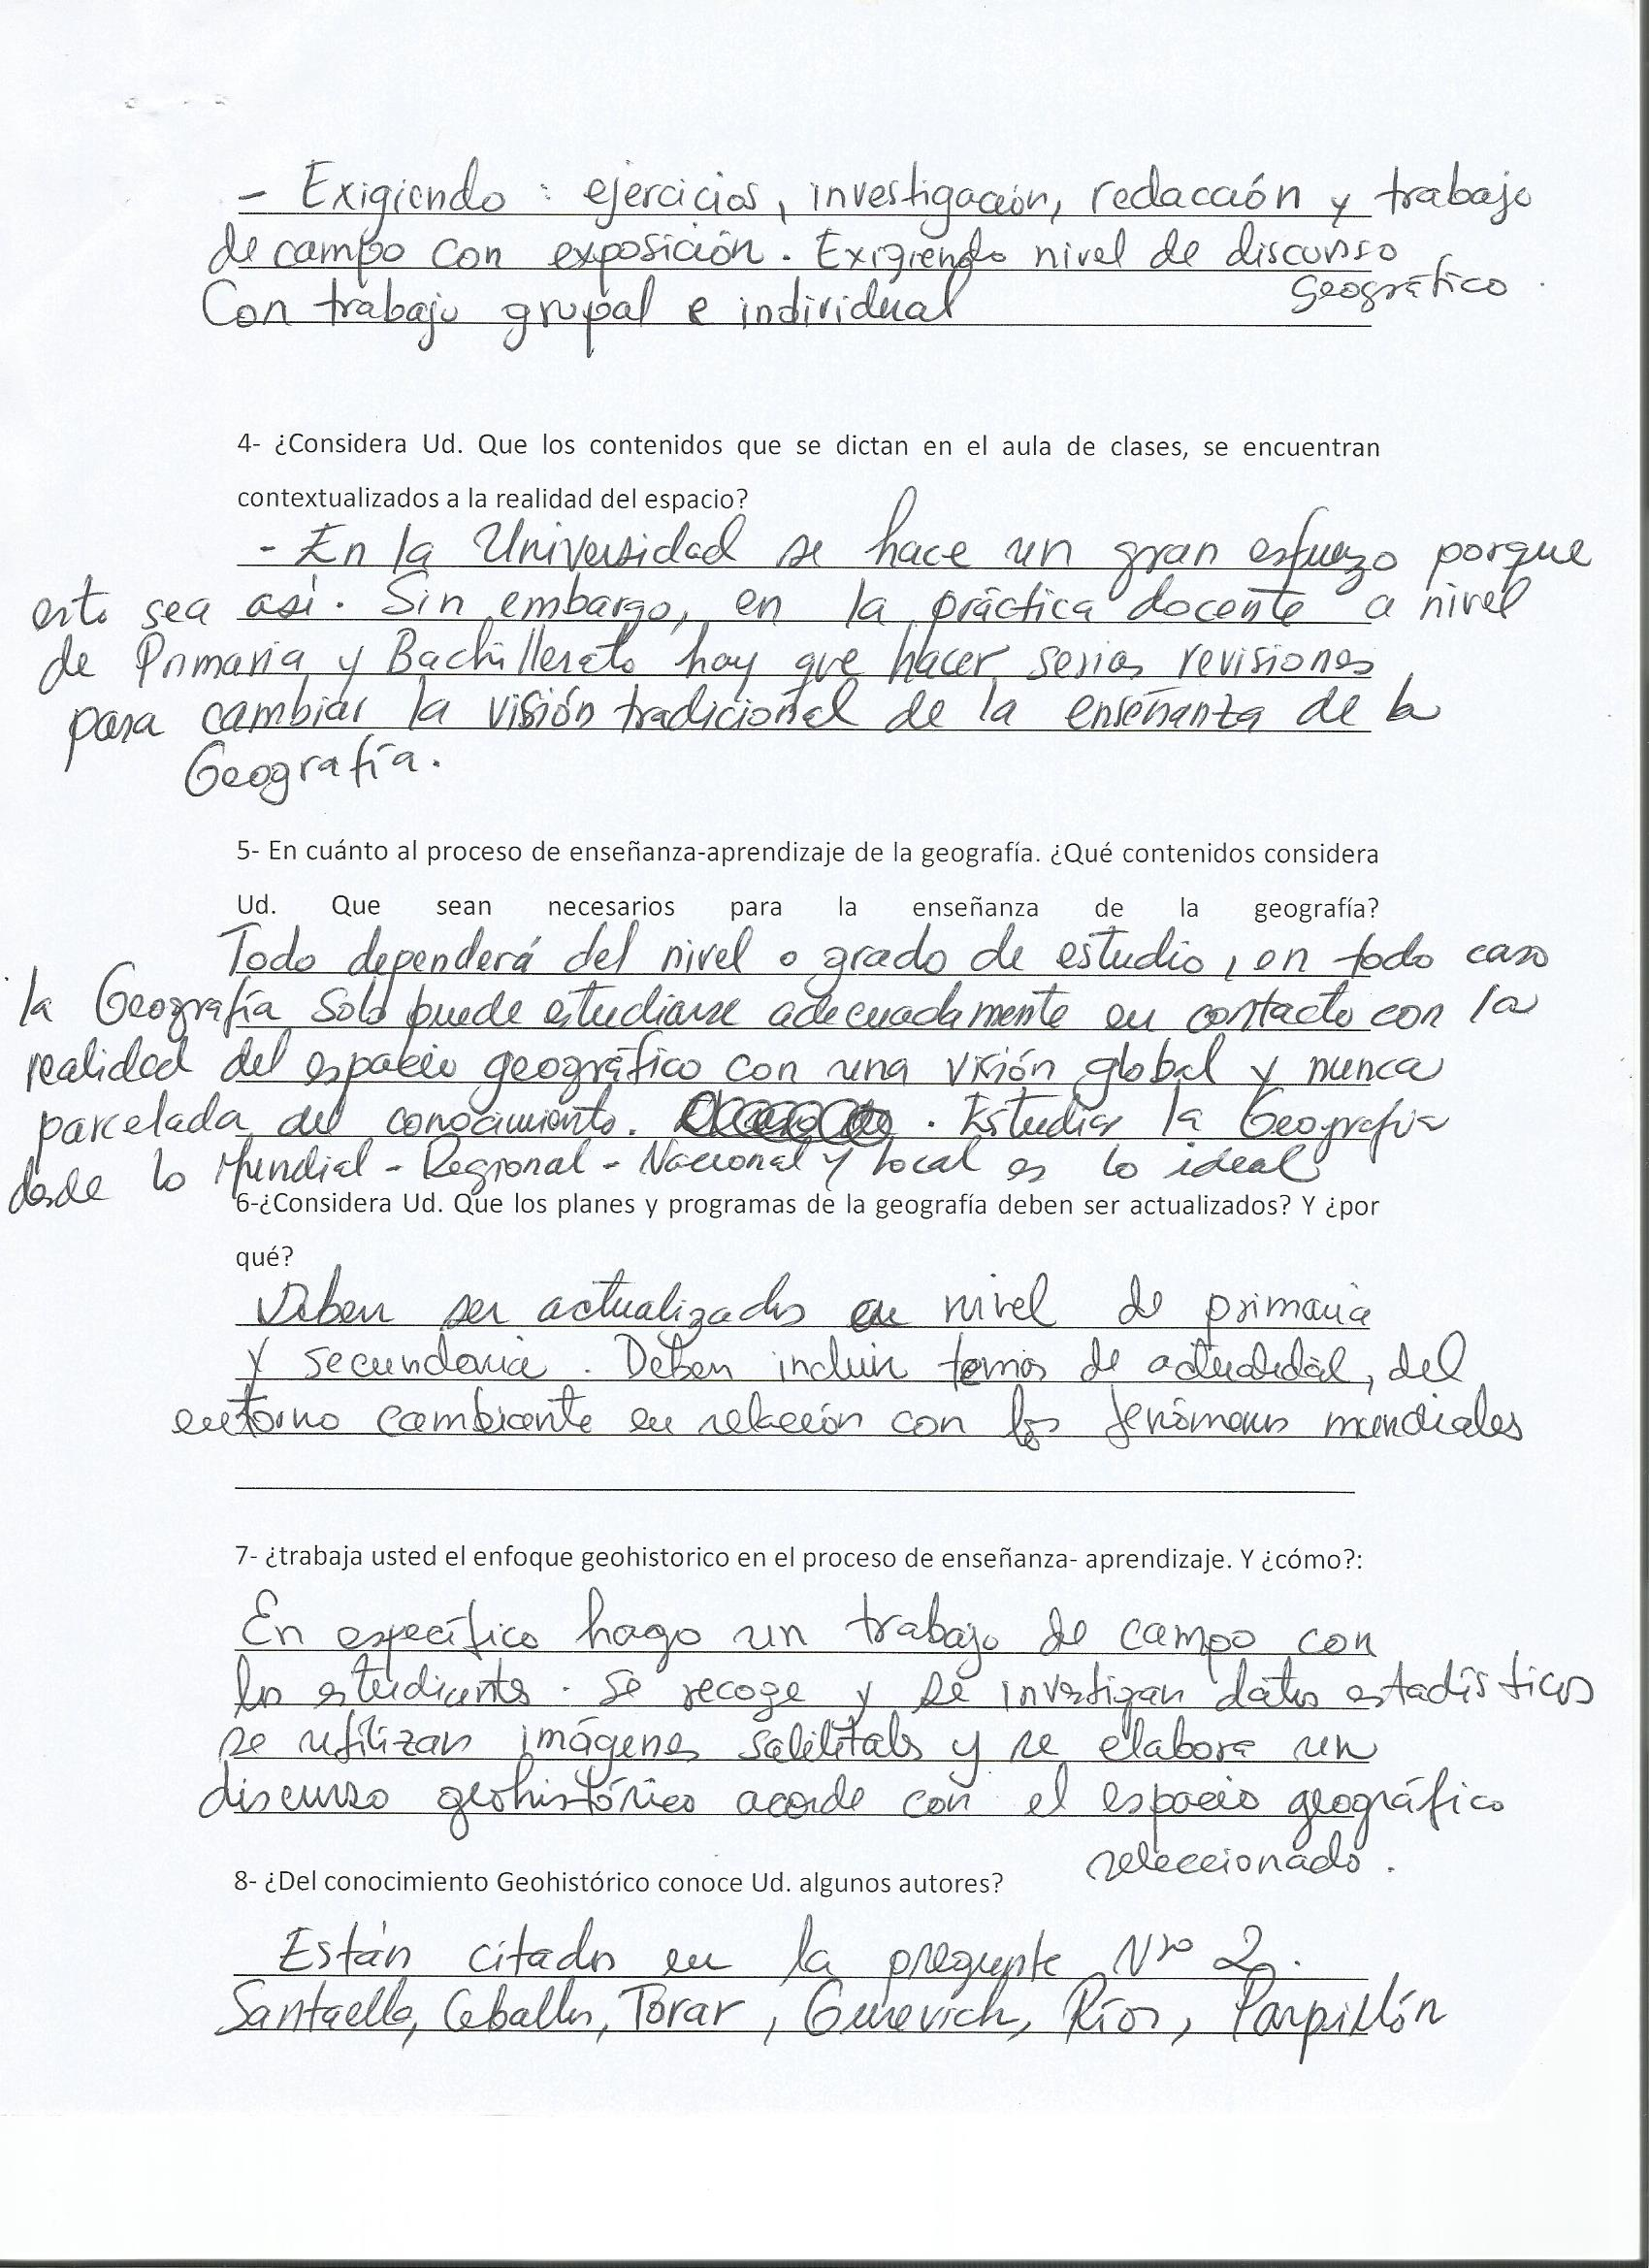 - Exigiendo: ejercicios, investigación, redacción y trabajo
de campo con exposición. Exigiendo nivel de discurso
Geográfico.
Con trabajo grupal e individual
4- ¿Considera Ud. Que los contenidos que se dictan en el aula de clases, se encuentran
contextualizados a la realidad del espacio?
- En la Universidad se hace un gran esfuerzo porque
esto sea así. Sin embargo, en la práctica docente a nivel
de Primaria y Bachillerato hay que hacer serias revisiones
para cambiar la visión tradicional de la enseñanza de la
Geografía.
5- En cuánto al proceso de enseñanza-aprendizaje de la geografía. ¿Qué contenidos considera
Ud. Que sean necesarios para la enseñanza de la geografía?
Todo dependerá del nivel o grado de estudio, en todo caso
la Geografía Solo puede estudiarse adecuadamente en contacto con la
realidad del espacio geográfico con una visión global y nunca
parcelada del conocimiento. . Estudiar la Geografía
desde lo Mundial - Regional - Nacional y local es lo ideal
6-¿Considera Ud. Que los planes y programas de la geografía deben ser actualizados? Y ¿por
qué?
Deben ser actualizados en nivel de primaria
y secundaria. Deben incluir temas de actualidad, del
entorno cambiante en relación con los fenómenos mundiales
7- ¿trabaja usted el enfoque geohistorico en el proceso de enseñanza- aprendizaje. Y ¿cómo?:
En específico hago un trabajo de campo con
los estudiantes. Se recoge y se investigan datos estadísticos
se utilizan imágenes satelitales y se elabora un
discurso geohistórico acorde con el espacio geográfico
seleccionado.
8- ¿Del conocimiento Geohistórico conoce Ud. algunos autores?
Están citados en la pregunta Nro 2.
Santaella, Ceballos, Tovar, Gurevich, Ríos,